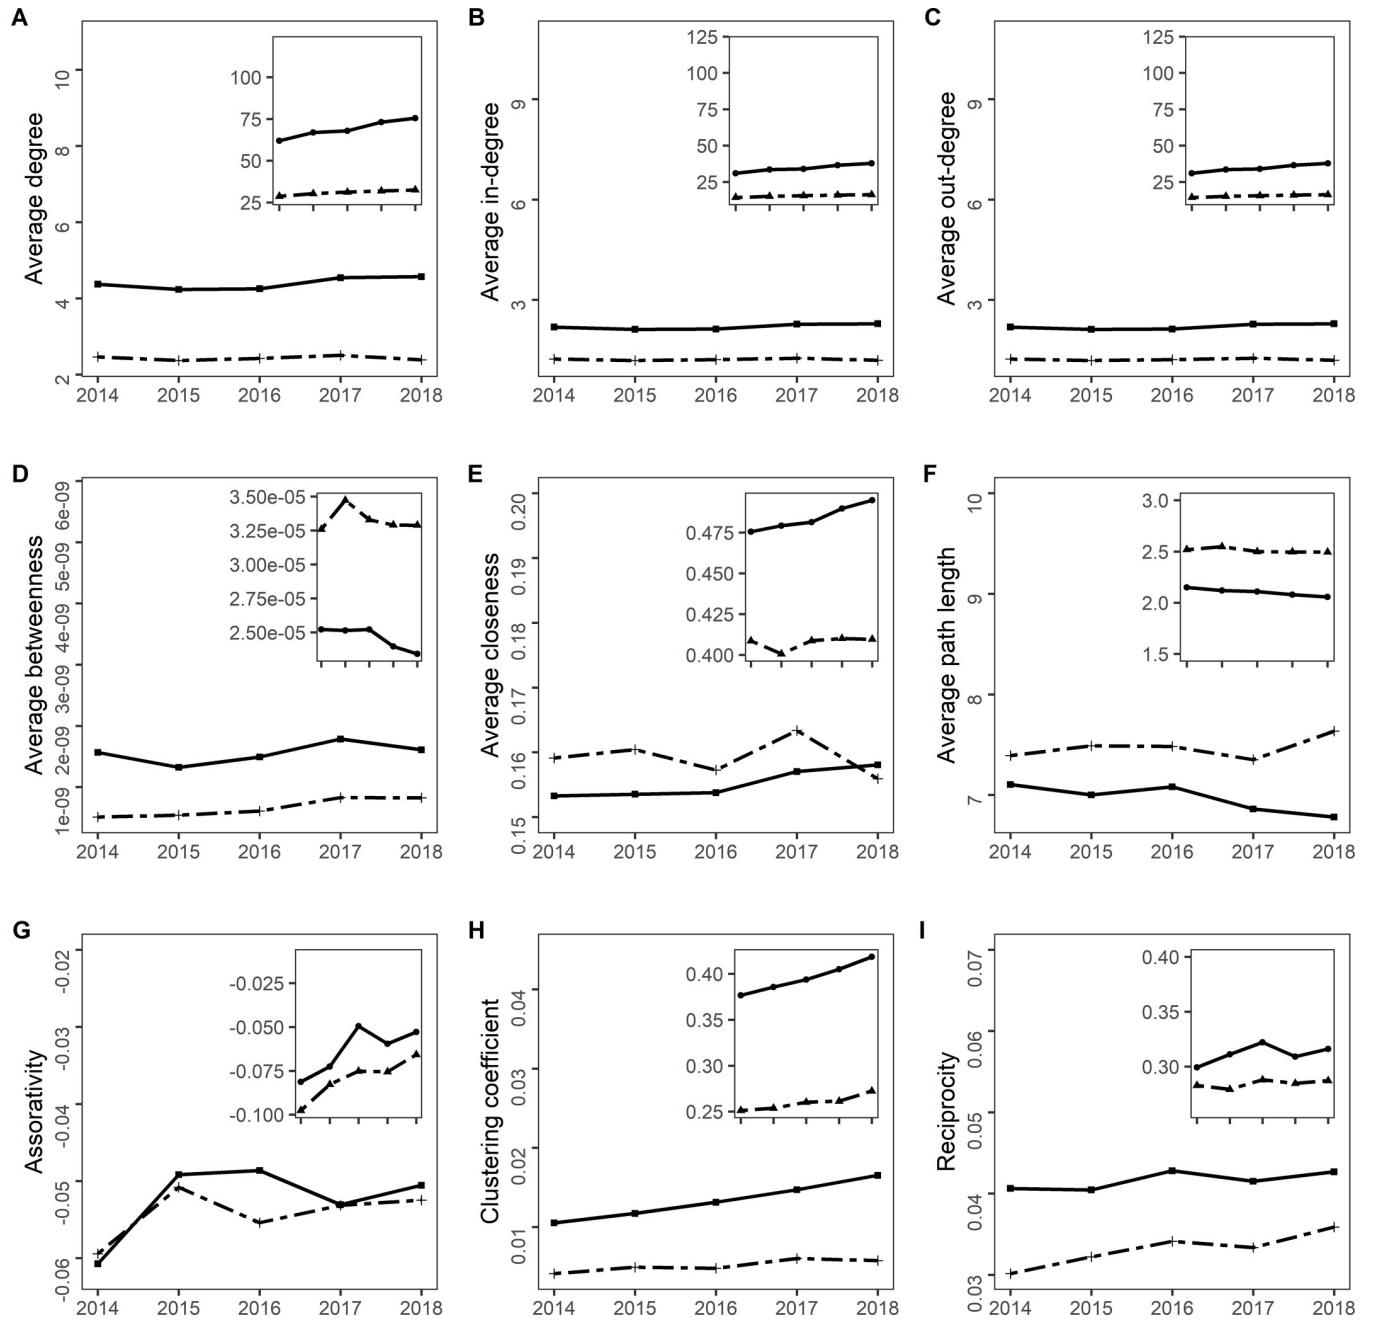 A
Average degree
10
8
6
4
2
100
75
50
25
2014 2015 2016 2017 2018
B
Average in-degree
9
6
3
125
100
75
50
25
2014 2015 2016 2017 2018
C
Average out-degree
9
6
3
125
100
75
50
25
2014 2015 2016 2017 2018
D
Average betweenness
6e-09
5e-09
4e-09
3e-09
2e-09
1e-09
3.50e-05
3.25e-05
3.00e-05
2.75e-05
2.50e-05
2014 2015 2016 2017 2018
E
Average closeness
0.20
0.19
0.18
0.17
0.16
0.15
0.475
0.450
0.425
0.400
2014 2015 2016 2017 2018
F
Average path length
10
9
8
7
3.0
2.5
2.0
1.5
2014 2015 2016 2017 2018
G
Assorativity
-0.02
-0.03
-0.04
-0.05
-0.06
-0.025
-0.050
-0.075
-0.100
2014 2015 2016 2017 2018
H
Clustering coefficient
0.04
0.03
0.02
0.01
0.40
0.35
0.30
0.25
2014 2015 2016 2017 2018
I
Reciprocity
0.07
0.06
0.05
0.04
0.03
0.40
0.35
0.30
2014 2015 2016 2017 2018